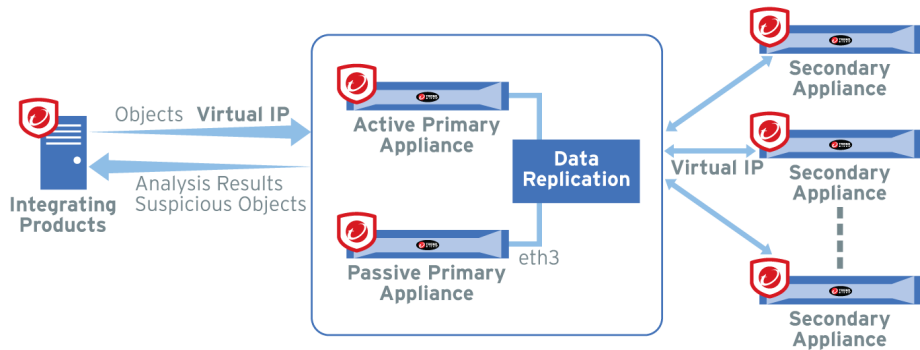 Objects Virtual IP
Analysis Results
Suspicious Objects
Integrating
Products
Active Primary
Appliance
Data
Replication
Passive Primary
Appliance
eth3
Virtual IP
Secondary
Appliance
Secondary
Appliance
Secondary
Appliance